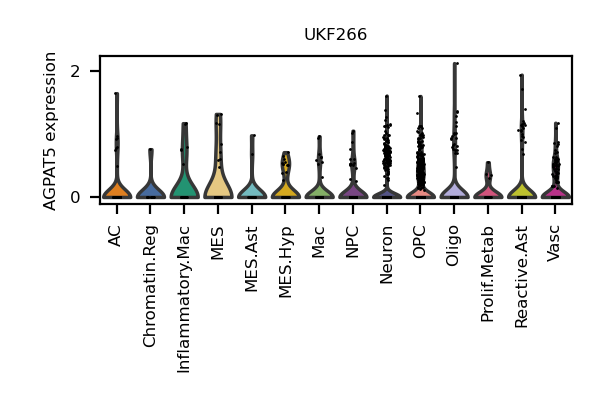 UKF266
AGPAT5 expression
2
0
AC
Chromatin.Reg
Inflammatory.Mac
MES
MES.Ast
MES.Hyp
Mac
NPC
Neuron
OPC
Oligo
Prolif.Metab
Reactive.Ast
Vasc